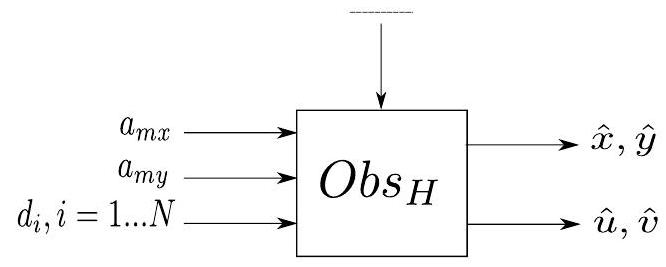 a_{mx}
a_{my}
d_i, i = 1...N
Obs_H
x̂, ŷ
û, v̂